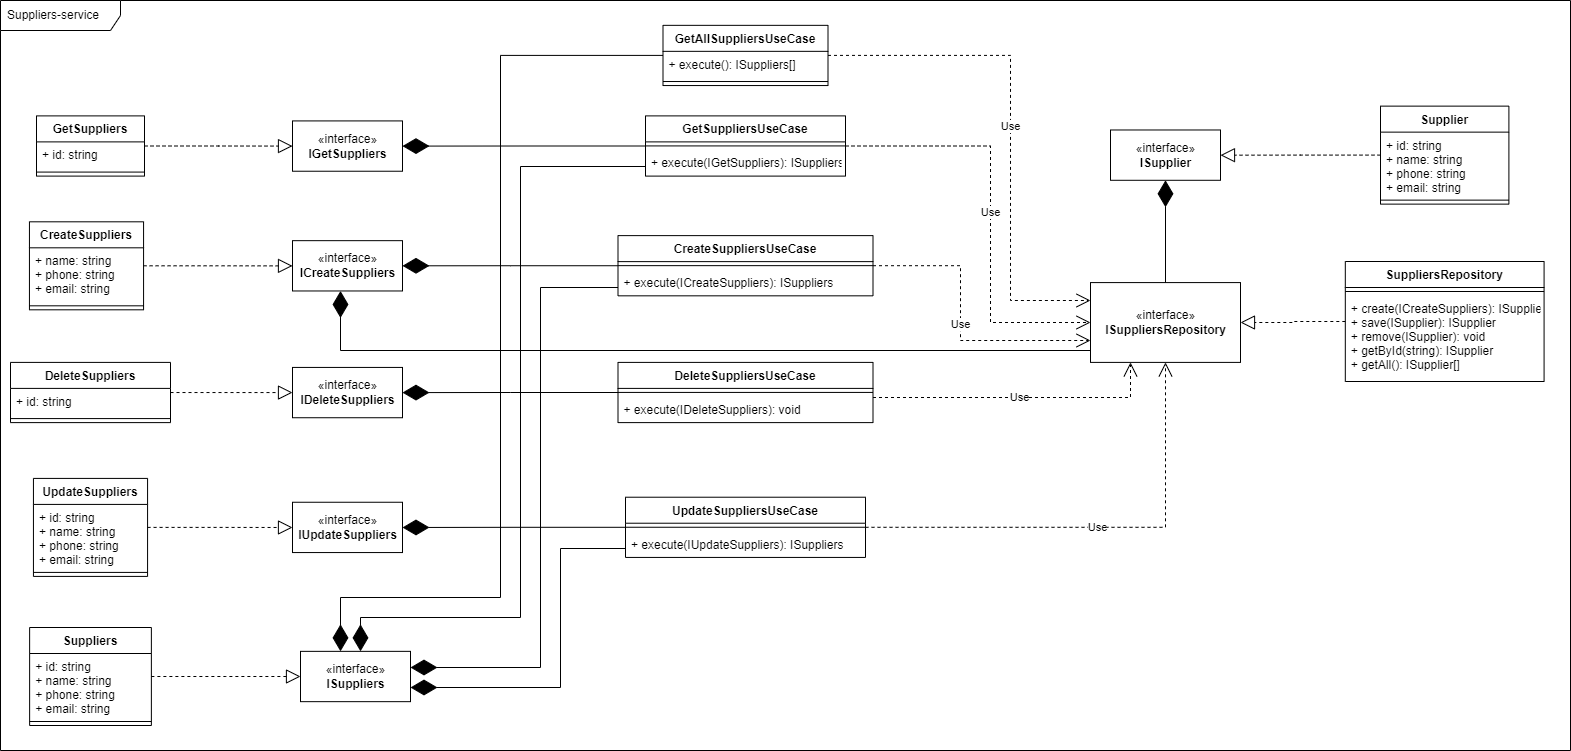 Suppliers-service
GetAllSuppliersUseCase
+ execute(): ISuppliers[]
GetSuppliers
+ id: string
«interface»
IGetSuppliers
GetSuppliersUseCase
+ execute(IGetSuppliers): ISuppliers
Use
«interface»
ISupplier
Supplier
+ id: string
+ name: string
+ phone: string
+ email: string
Use
CreateSuppliers
+ name: string
+ phone: string
+ email: string
«interface»
ICreateSuppliers
CreateSuppliersUseCase
+ execute(ICreateSuppliers): ISuppliers
Use
«interface»
ISuppliersRepository
SuppliersRepository
+ create(ICreateSuppliers): ISupplie
+ save(ISupplier): ISupplier
+ remove(ISupplier): void
+ getById(string): ISupplier
+ getAll(): ISupplier[]
DeleteSuppliers
+ id: string
«interface»
IDeleteSuppliers
DeleteSuppliersUseCase
+ execute(IDeleteSuppliers): void
Use
UpdateSuppliers
+ id: string
+ name: string
+ phone: string
+ email: string
«interface»
IUpdateSuppliers
UpdateSuppliersUseCase
+ execute(IUpdateSuppliers): ISuppliers
Use
Suppliers
+ id: string
+ name: string
+ phone: string
+ email: string
«interface»
ISuppliers